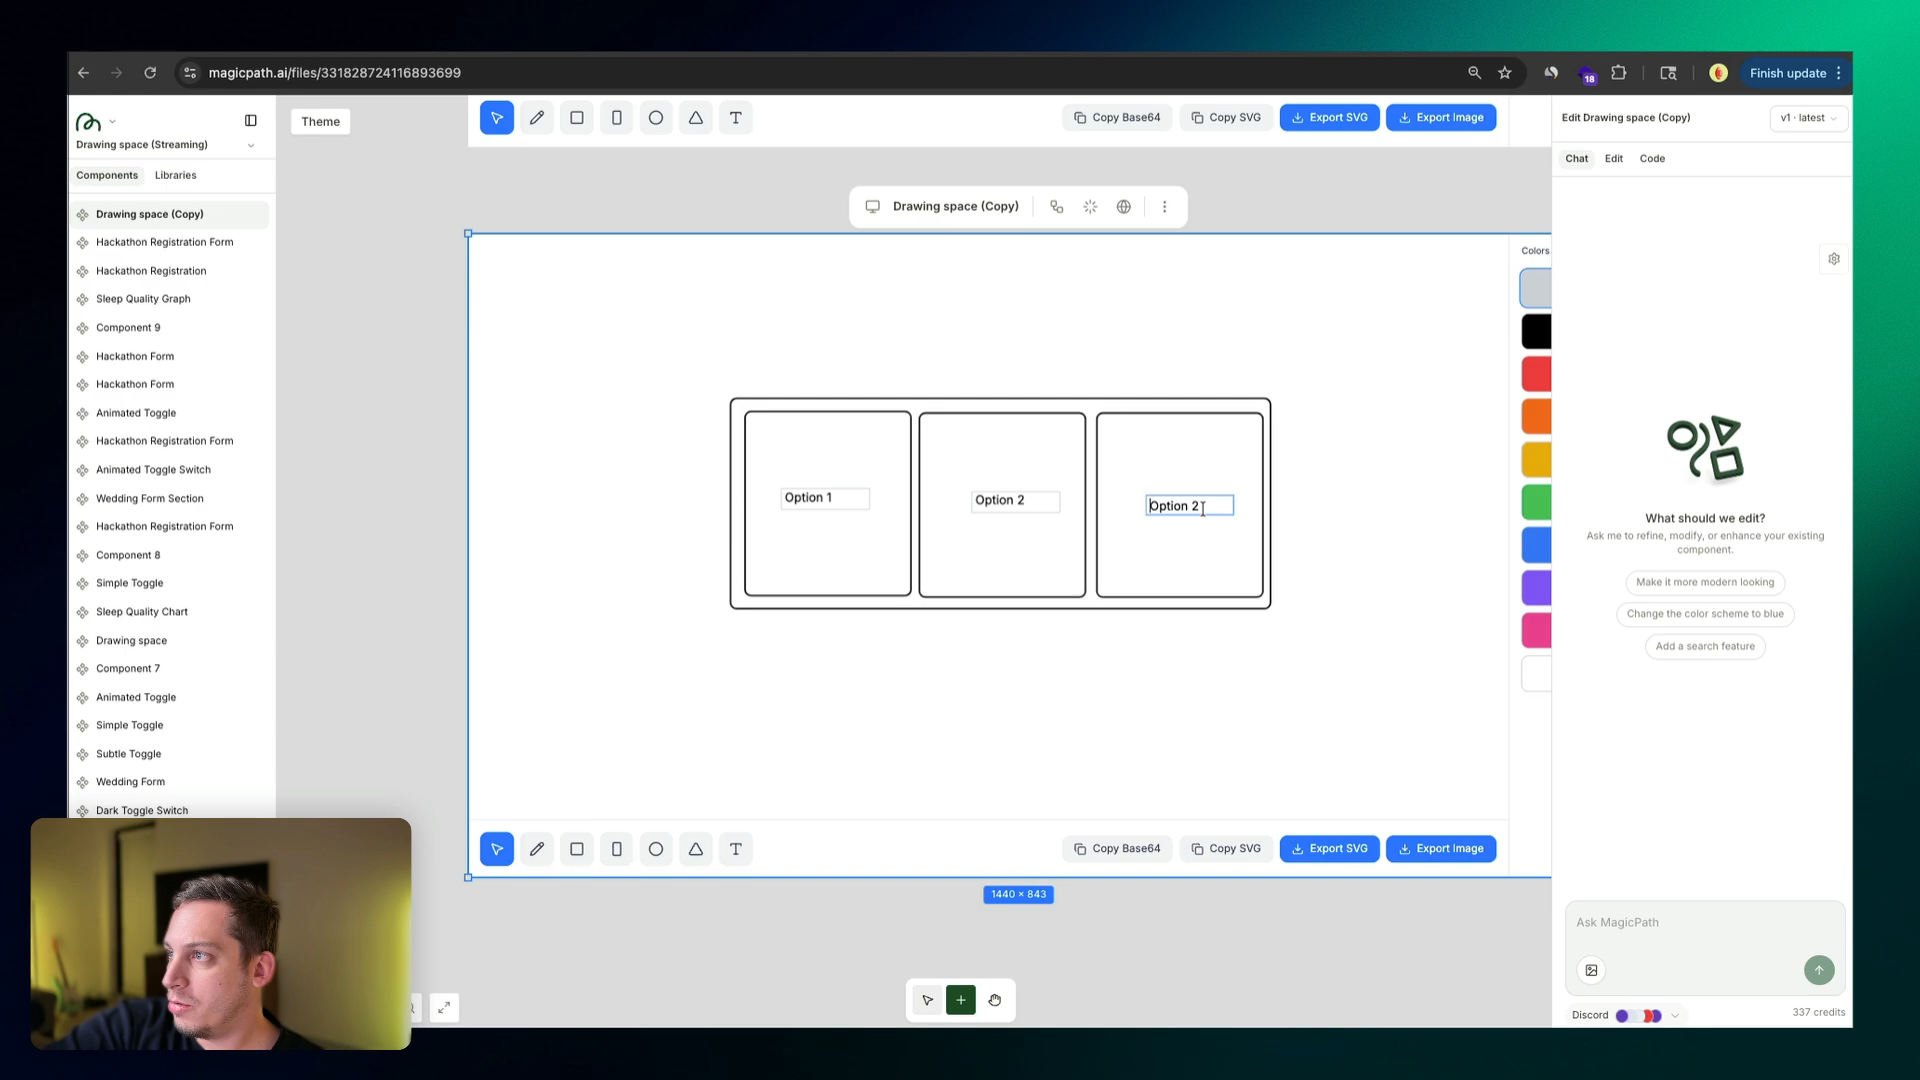 magicpath.ai/files/331828724116893699
18
Finish update
Drawing space (Streaming)
Components
Libraries
Drawing space (Copy)
Hackathon Registration Form
Hackathon Registration
Sleep Quality Graph
Component 9
Hackathon Form
Hackathon Form
Animated Toggle
Hackathon Registration Form
Animated Toggle Switch
Wedding Form Section
Hackathon Registration Form
Component 8
Simple Toggle
Sleep Quality Chart
Drawing space
Component 7
Animated Toggle
Simple Toggle
Subtle Toggle
Wedding Form
Dark Toggle Switch
Theme
T
Copy Base64
Copy SVG
Export SVG
Export Image
Drawing space (Copy)
Colors
Option 1
Option 2
Option 2
T
Copy Base64
Copy SVG
Export SVG
Export Image
1440 × 843
Edit Drawing space (Copy)
v1 · latest
Chat
Edit
Code
What should we edit?
Ask me to refine, modify, or enhance your existing
component.
Make it more modern looking
Change the color scheme to blue
Add a search feature
Ask MagicPath
Discord
337 credits